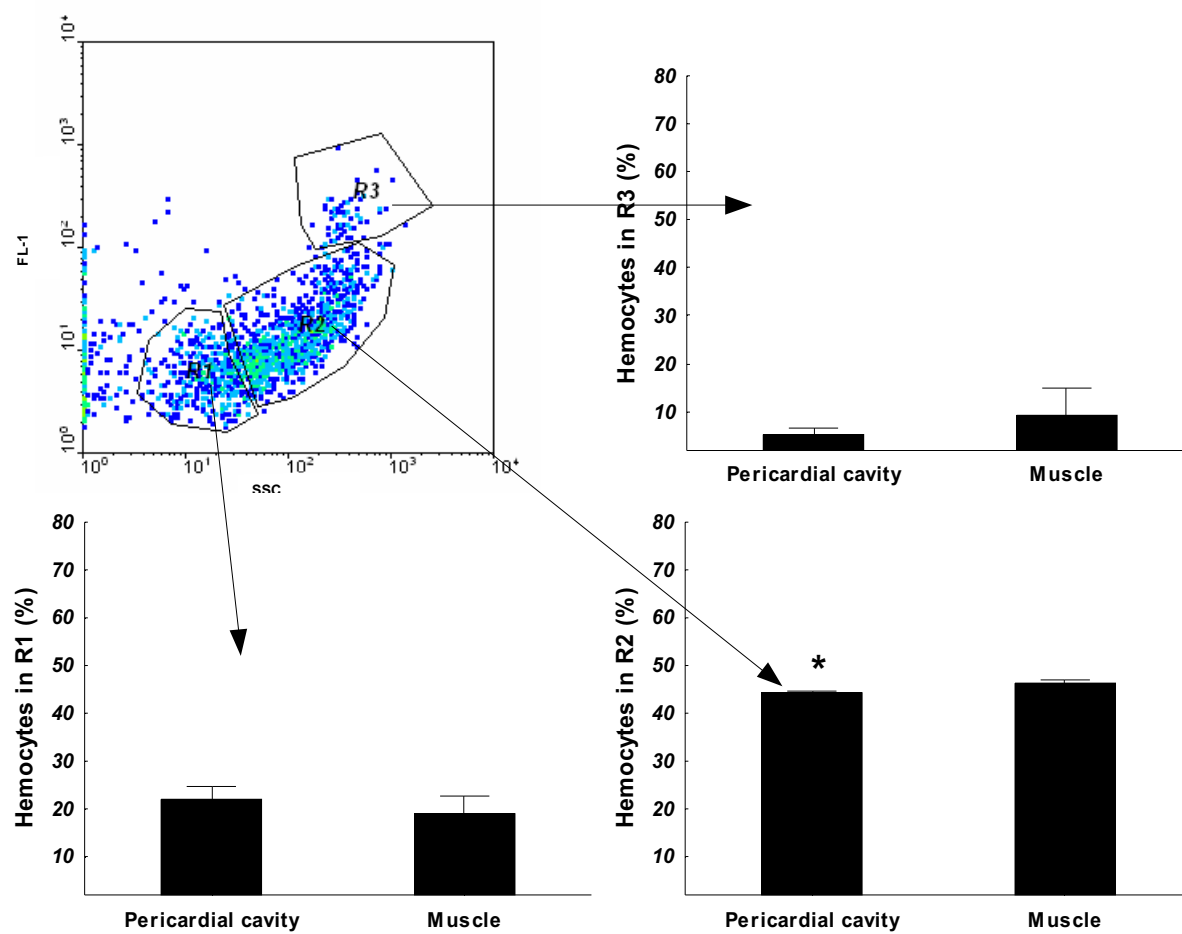 10⁴
10³
10²
10¹
10⁰
FL-1
R3
R2
R1
10⁰ 10¹ 10² 10³ 10⁴
SSC
Hemocytes in R3 (%)
80
70
60
50
40
30
20
10
Pericardial cavity Muscle
Hemocytes in R1 (%)
80
70
60
50
40
30
20
10
Pericardial cavity Muscle
Hemocytes in R2 (%)
80
70
60
50
40
30
20
10
*
Pericardial cavity Muscle